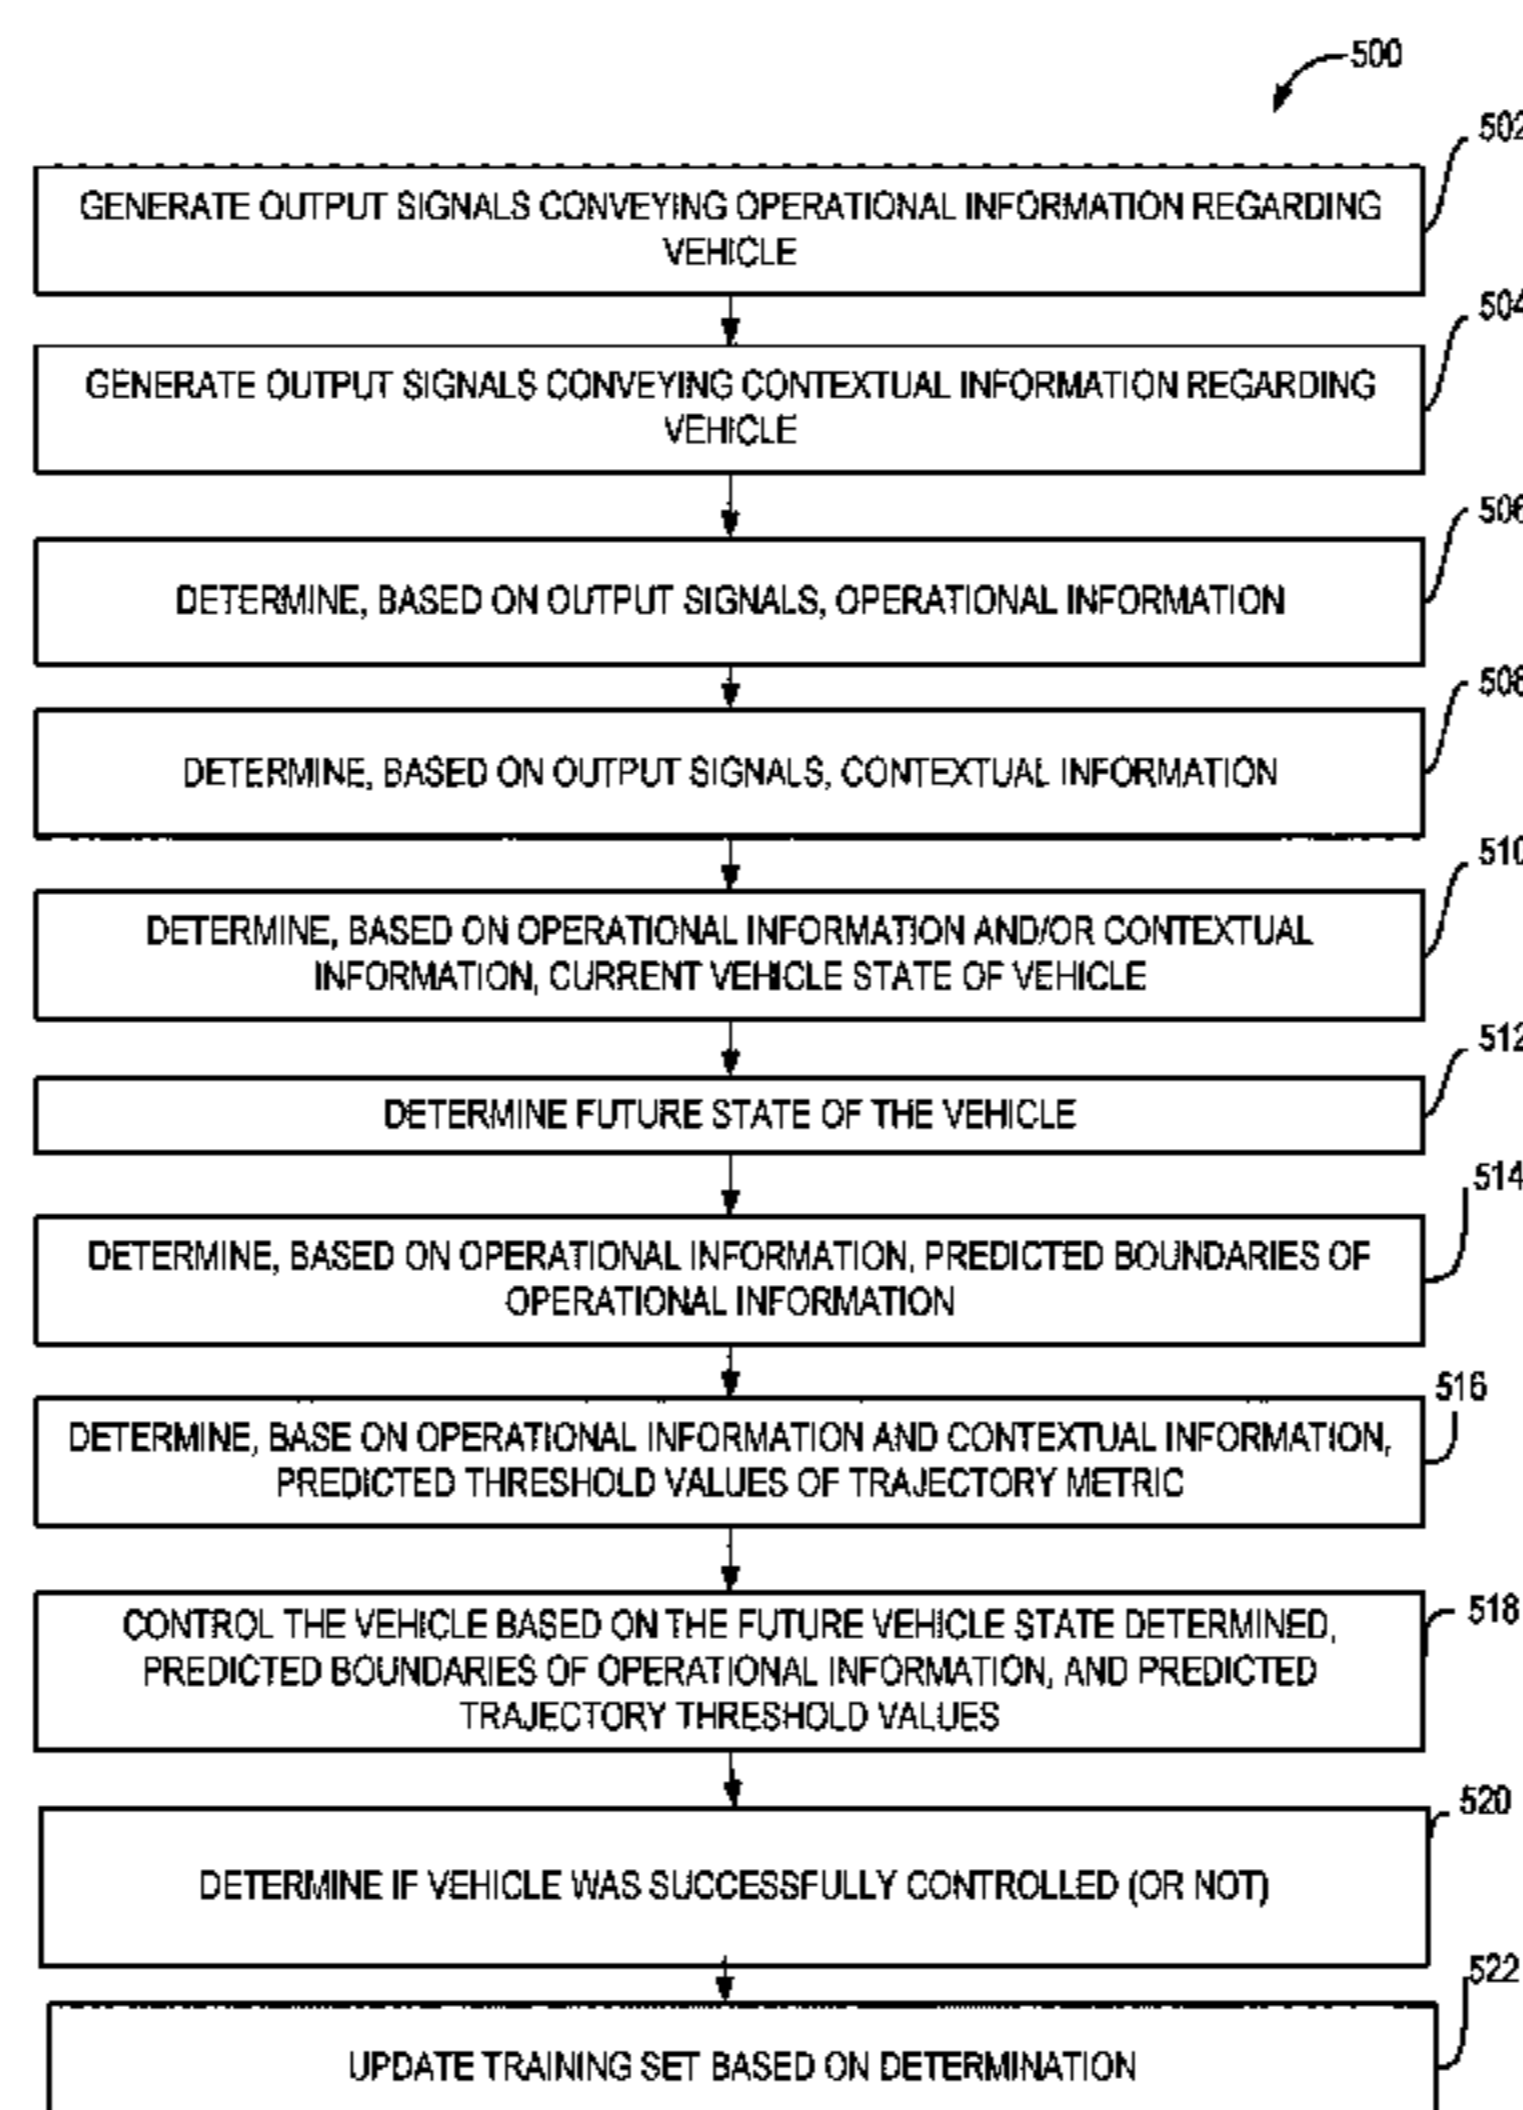 500
502
GENERATE OUTPUT SIGNALS CONVEYING OPERATIONAL INFORMATION REGARDING
VEHICLE
504
GENERATE OUTPUT SIGNALS CONVEYING CONTEXTUAL INFORMATION REGARDING
VEHICLE
506
DETERMINE, BASED ON OUTPUT SIGNALS, OPERATIONAL INFORMATION
508
DETERMINE, BASED ON OUTPUT SIGNALS, CONTEXTUAL INFORMATION
510
DETERMINE, BASED ON OPERATIONAL INFORMATION AND/OR CONTEXTUAL
INFORMATION, CURRENT VEHICLE STATE OF VEHICLE
512
DETERMINE FUTURE STATE OF THE VEHICLE
514
DETERMINE, BASED ON OPERATIONAL INFORMATION, PREDICTED BOUNDARIES OF
OPERATIONAL INFORMATION
516
DETERMINE, BASE ON OPERATIONAL INFORMATION AND CONTEXTUAL INFORMATION,
PREDICTED THRESHOLD VALUES OF TRAJECTORY METRIC
518
CONTROL THE VEHICLE BASED ON THE FUTURE VEHICLE STATE DETERMINED,
PREDICTED BOUNDARIES OF OPERATIONAL INFORMATION, AND PREDICTED
TRAJECTORY THRESHOLD VALUES
520
DETERMINE IF VEHICLE WAS SUCCESSFULLY CONTROLLED (OR NOT)
522
UPDATE TRAINING SET BASED ON DETERMINATION